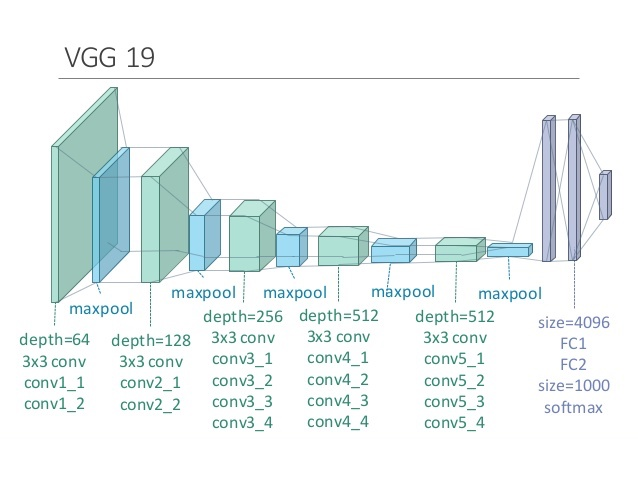 VGG 19
maxpool
maxpool
maxpool
maxpool
maxpool
depth=64
3x3 conv
conv1_1
conv1_2
depth=128
3x3 conv
conv2_1
conv2_2
depth=256
3x3 conv
conv3_1
conv3_2
conv3_3
conv3_4
depth=512
3x3 conv
conv4_1
conv4_2
conv4_3
conv4_4
depth=512
3x3 conv
conv5_1
conv5_2
conv5_3
conv5_4
size=4096
FC1
FC2
size=1000
softmax